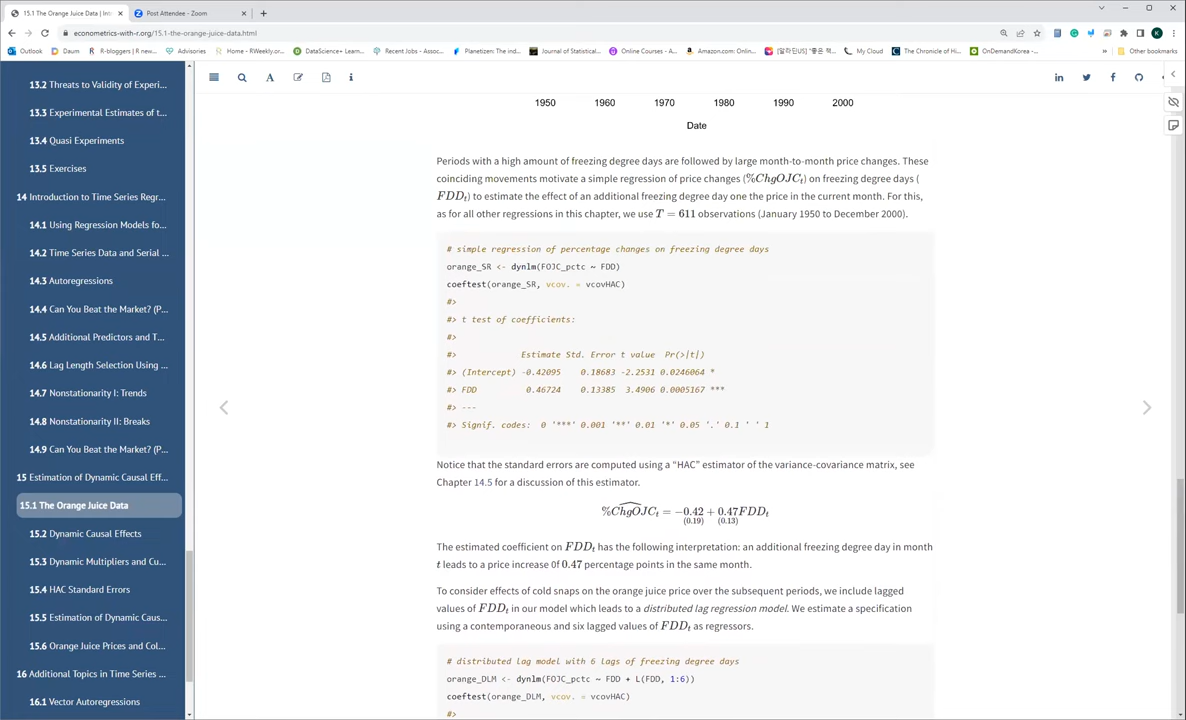 15.1 The Orange Juice Data | Int
Post Attendee - Zoom
econometrics-with-r.org/15.1-the-orange-juice-data.html
Outlook
Daum
R-bloggers | R new...
Advisories
Home - RWeekly.or...
DataScience+ Learn...
Recent Jobs - Assoc...
Planetizen: The ind...
Journal of Statistical...
Online Courses - A...
Amazon.com: Onlin...
[알라딘US] "좋은 책...
My Cloud
The Chronicle of Hi...
OnDemandKorea -...
»
Other bookmarks
13.2 Threats to Validity of Experi...
13.3 Experimental Estimates of t...
13.4 Quasi Experiments
13.5 Exercises
14 Introduction to Time Series Regr...
14.1 Using Regression Models fo...
14.2 Time Series Data and Serial ...
14.3 Autoregressions
14.4 Can You Beat the Market? (P...
14.5 Additional Predictors and T...
14.6 Lag Length Selection Using ...
14.7 Nonstationarity I: Trends
14.8 Nonstationarity II: Breaks
14.9 Can You Beat the Market? (P...
15 Estimation of Dynamic Causal Eff...
15.1 The Orange Juice Data
15.2 Dynamic Causal Effects
15.3 Dynamic Multipliers and Cu...
15.4 HAC Standard Errors
15.5 Estimation of Dynamic Caus...
15.6 Orange Juice Prices and Col...
16 Additional Topics in Time Series ...
16.1 Vector Autoregressions
1950 1960 1970 1980 1990 2000
Date
Periods with a high amount of freezing degree days are followed by large month-to-month price changes. These
coinciding movements motivate a simple regression of price changes (%ChgOJC_t) on freezing degree days (
FDD_t) to estimate the effect of an additional freezing degree day one the price in the current month. For this,
as for all other regressions in this chapter, we use T = 611 observations (January 1950 to December 2000).
# simple regression of percentage changes on freezing degree days
orange_SR <- dynlm(FOJC_pctc ~ FDD)
coeftest(orange_SR, vcov. = vcovHAC)
#>
#> t test of coefficients:
#>
#> Estimate Std. Error t value Pr(>|t|)
#> (Intercept) -0.42095 0.18683 -2.2531 0.0246064 *
#> FDD 0.46724 0.13385 3.4906 0.0005167 ***
#> ---
#> Signif. codes: 0 '***' 0.001 '**' 0.01 '*' 0.05 '.' 0.1 ' ' 1
Notice that the standard errors are computed using a “HAC” estimator of the variance-covariance matrix, see
Chapter 14.5 for a discussion of this estimator.
%ChgOJC_t = −0.42 + 0.47FDD_t
(0.19) (0.13)
The estimated coefficient on FDD_t has the following interpretation: an additional freezing degree day in month
t leads to a price increase 0f 0.47 percentage points in the same month.
To consider effects of cold snaps on the orange juice price over the subsequent periods, we include lagged
values of FDD_t in our model which leads to a distributed lag regression model. We estimate a specification
using a contemporaneous and six lagged values of FDD_t as regressors.
# distributed lag model with 6 lags of freezing degree days
orange_DLM <- dynlm(FOJC_pctc ~ FDD + L(FDD, 1:6))
coeftest(orange_DLM, vcov. = vcovHAC)
#>